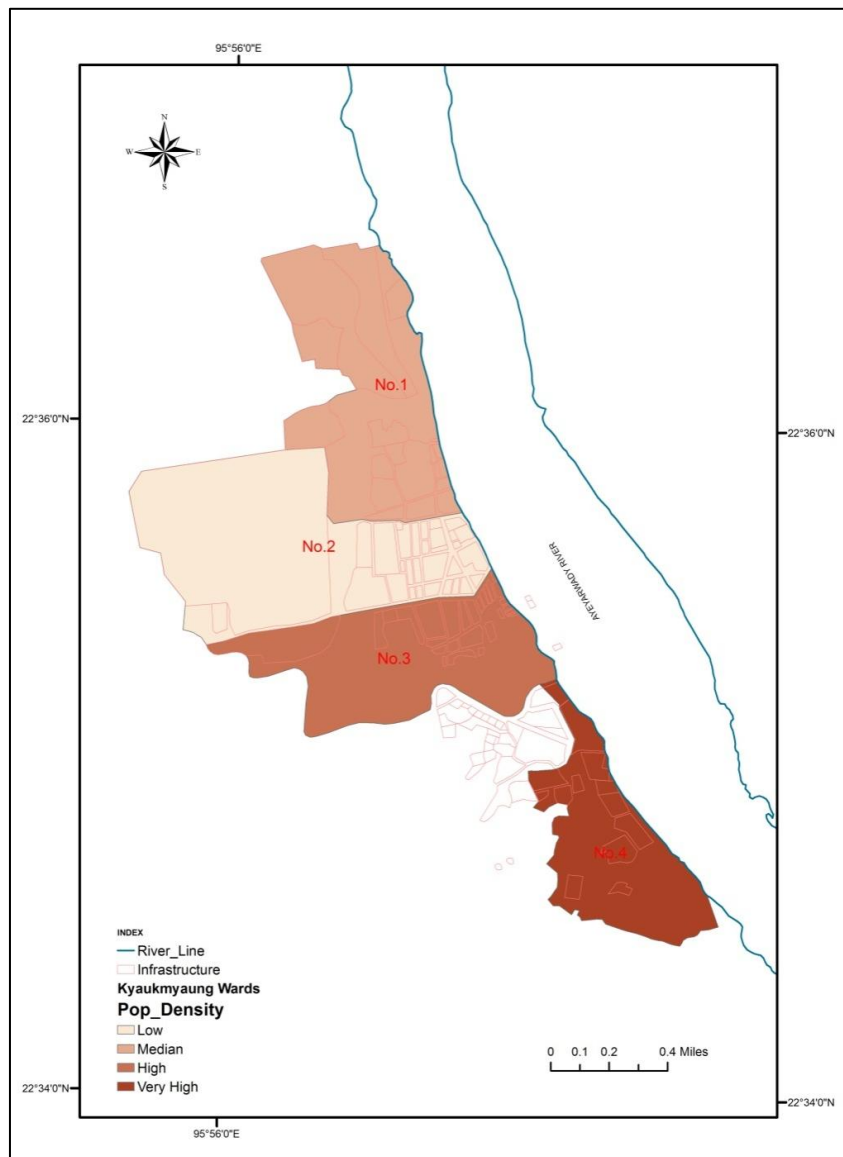 95°56'0"E
N
W
E
S
No.1
22°36'0"N
22°36'0"N
No.2
AYEYARWADY RIVER
No.3
No.4
INDEX
River_Line
Infrastructure
Kyaukmyaung Wards
Pop_Density
Low
Median
High
Very High
0 0.1 0.2 0.4 Miles
22°34'0"N
22°34'0"N
95°56'0"E